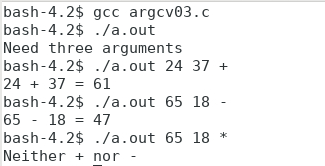 bash-4.2$ gcc argcv03.c
bash-4.2$ ./a.out
Need three arguments
bash-4.2$ ./a.out 24 37 +
24 + 37 = 61
bash-4.2$ ./a.out 65 18 -
65 - 18 = 47
bash-4.2$ ./a.out 65 18 *
Neither + nor -